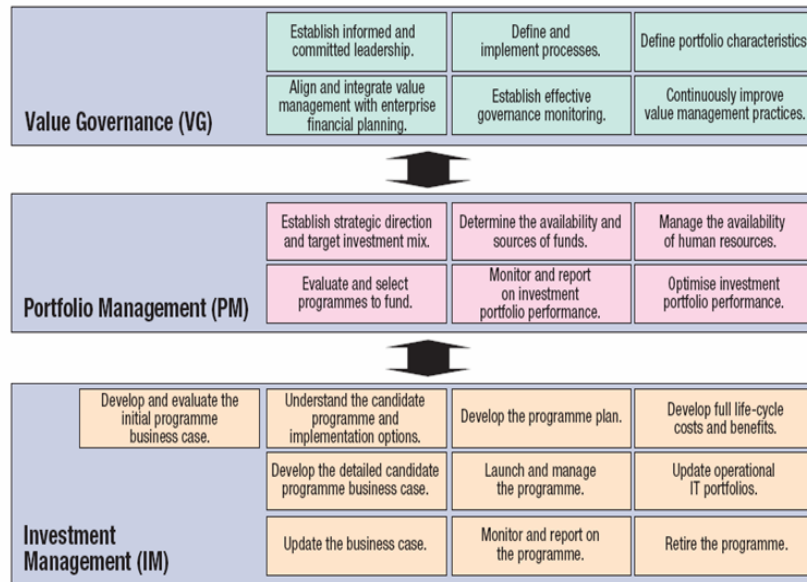 Establish informed and
committed leadership.
Define and
implement processes.
Define portfolio characteristics
Align and integrate value
management with enterprise
financial planning.
Establish effective
governance monitoring.
Continuously improve
value management practices.
Value Governance (VG)
Establish strategic direction
and target investment mix.
Determine the availability and
sources of funds.
Manage the availability
of human resources.
Evaluate and select
programmes to fund.
Monitor and report
on investment
portfolio performance.
Optimise investment
portfolio performance.
Portfolio Management (PM)
Develop and evaluate the
initial programme
business case.
Understand the candidate
programme and
implementation options.
Develop the programme plan.
Develop full life-cycle
costs and benefits.
Develop the detailed candidate
programme business case.
Launch and manage
the programme.
Update operational
IT portfolios.
Investment
Management (IM)
Update the business case.
Monitor and report on
the programme.
Retire the programme.